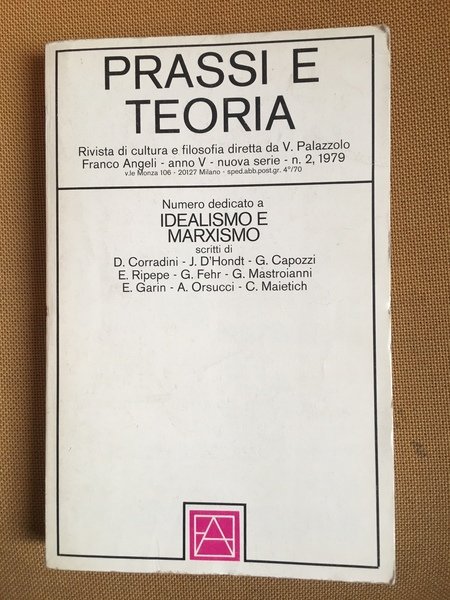 PRASSI E
TEORIA
Rivista di cultura e filosofia diretta da V. Palazzolo
Franco Angeli - anno V - nuova serie - n. 2, 1979
v.le Monza 106 - 20127 Milano - sped.abb.post.gr. 4°/70
Numero dedicato a
IDEALISMO E
MARXISMO
scritti di
D. Corradini - J. D'Hondt - G. Capozzi
E. Ripepe - G. Fehr - G. Mastroianni
E. Garin - A. Orsucci - C. Maietich
FA